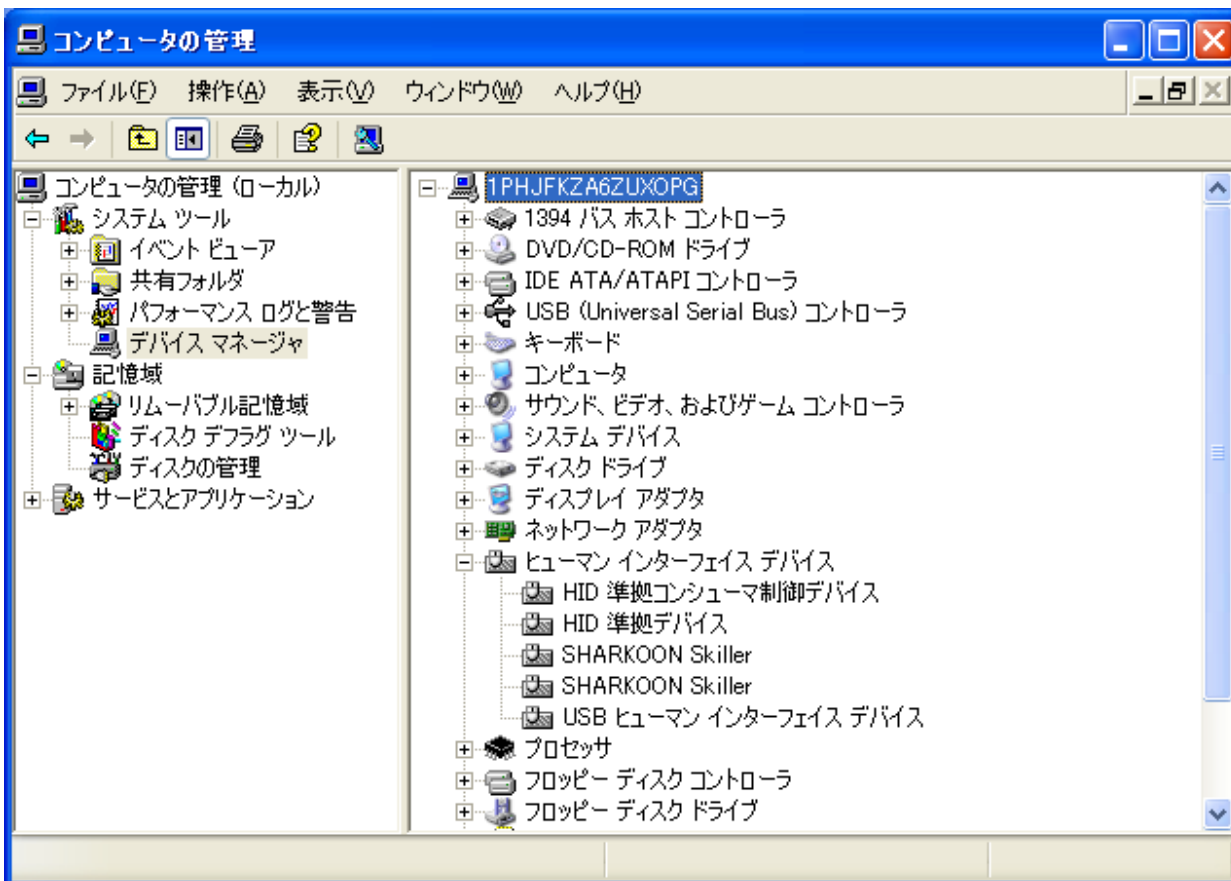 コンピュータの管理
ファイル(F) 操作(A) 表示(V) ウィンドウ(W) ヘルプ(H)
コンピュータの管理 (ローカル)
システム ツール
イベント ビューア
共有フォルダ
パフォーマンス ログと警告
デバイス マネージャ
記憶域
リムーバブル記憶域
ディスク デフラグ ツール
ディスクの管理
サービスとアプリケーション
1PHJFKZA6ZUXOPG
1394 バス ホスト コントローラ
DVD/CD-ROM ドライブ
IDE ATA/ATAPI コントローラ
USB (Universal Serial Bus) コントローラ
キーボード
コンピュータ
サウンド、ビデオ、およびゲーム コントローラ
システム デバイス
ディスク ドライブ
ディスプレイ アダプタ
ネットワーク アダプタ
ヒューマン インターフェイス デバイス
HID 準拠コンシューマ制御デバイス
HID 準拠デバイス
SHARKOON Skiller
SHARKOON Skiller
USB ヒューマン インターフェイス デバイス
プロセッサ
フロッピー ディスク コントローラ
フロッピー ディスク ドライブ